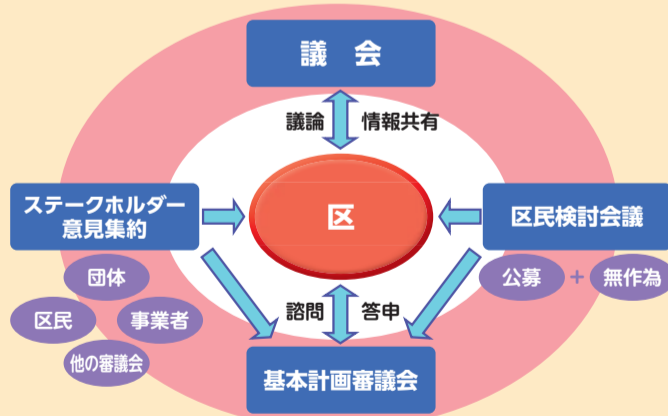 議 会
議論 情報共有
ステークホルダー
意見集約
区
区民検討会議
団体
公募 + 無作為
区民 事業者
諮問 答申
他の審議会
基本計画審議会